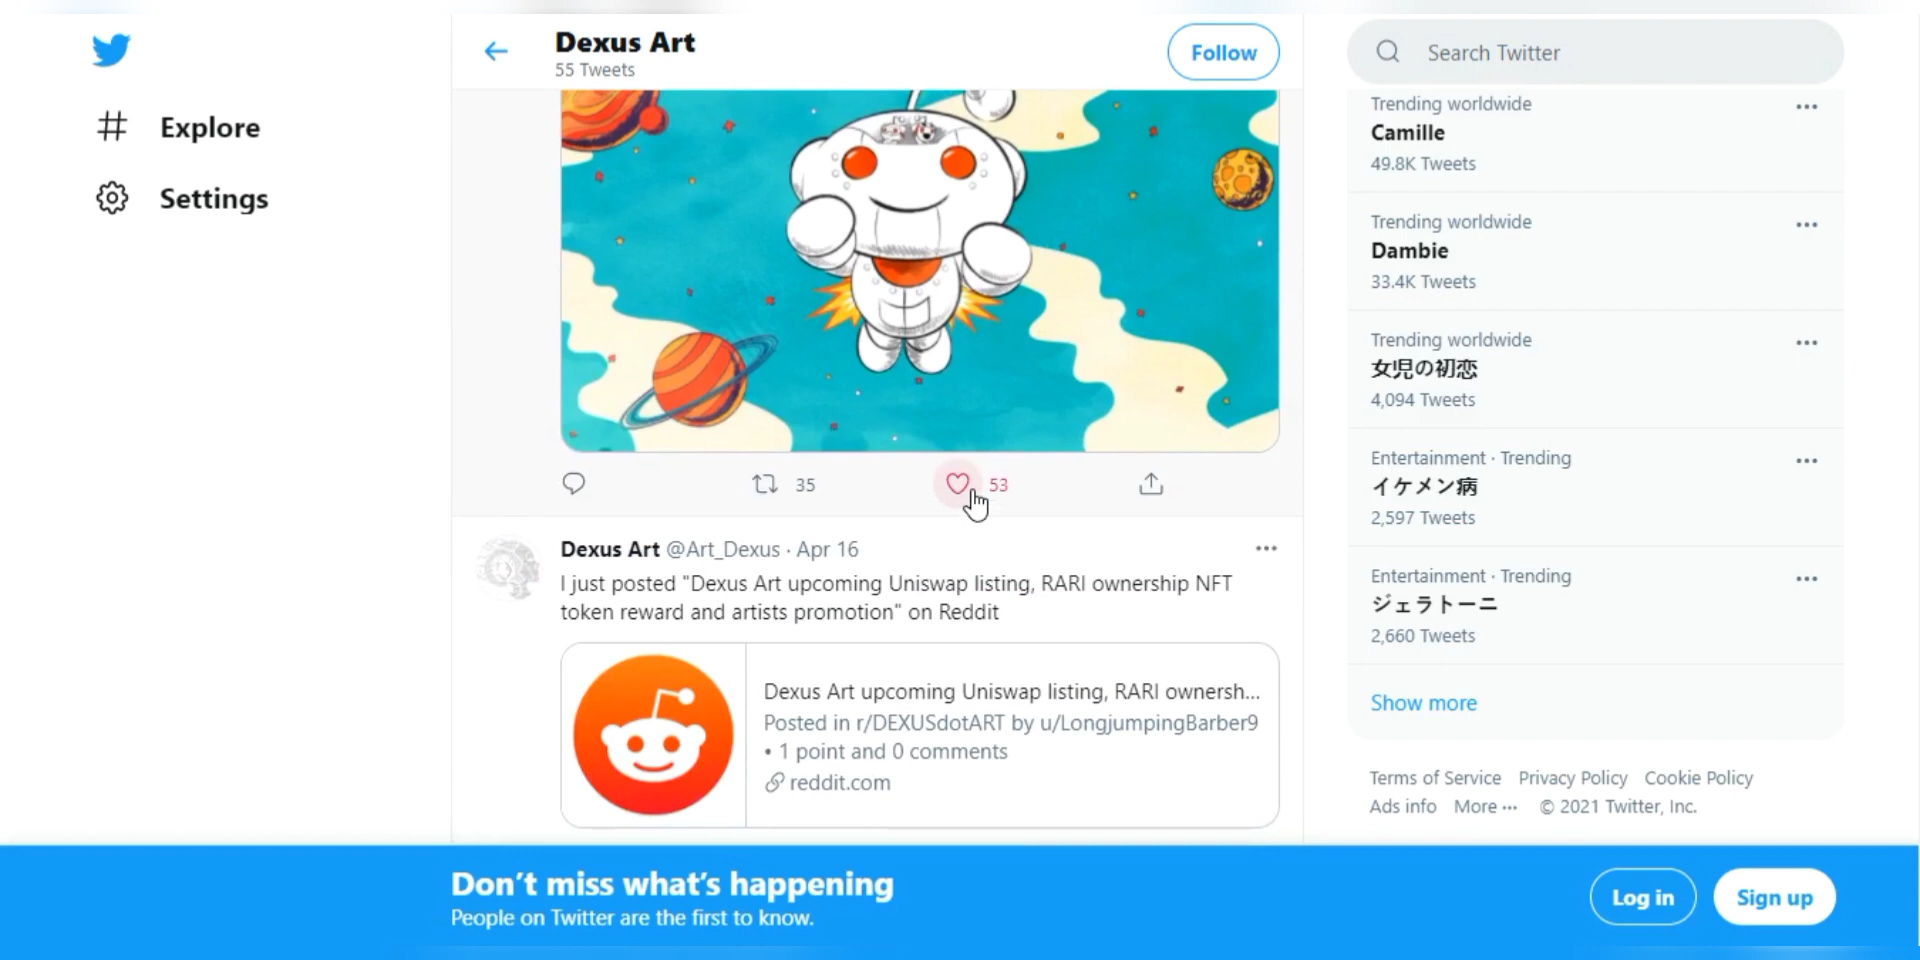 Dexus Art
55 Tweets
Follow
Search Twitter
Explore
Settings
Trending worldwide
Camille
49.8K Tweets
Trending worldwide
Dambie
33.4K Tweets
Trending worldwide
女児の初恋
4,094 Tweets
Entertainment · Trending
イケメン病
2,597 Tweets
Entertainment · Trending
ジェラトーニ
2,660 Tweets
Show more
35
53
Dexus Art @Art_Dexus · Apr 16
I just posted "Dexus Art upcoming Uniswap listing, RARI ownership NFT
token reward and artists promotion" on Reddit
Dexus Art upcoming Uniswap listing, RARI ownersh...
Posted in r/DEXUSdotART by u/LongjumpingBarber9
• 1 point and 0 comments
reddit.com
Terms of Service Privacy Policy Cookie Policy
Ads info More ··· © 2021 Twitter, Inc.
Don’t miss what’s happening
People on Twitter are the first to know.
Log in
Sign up